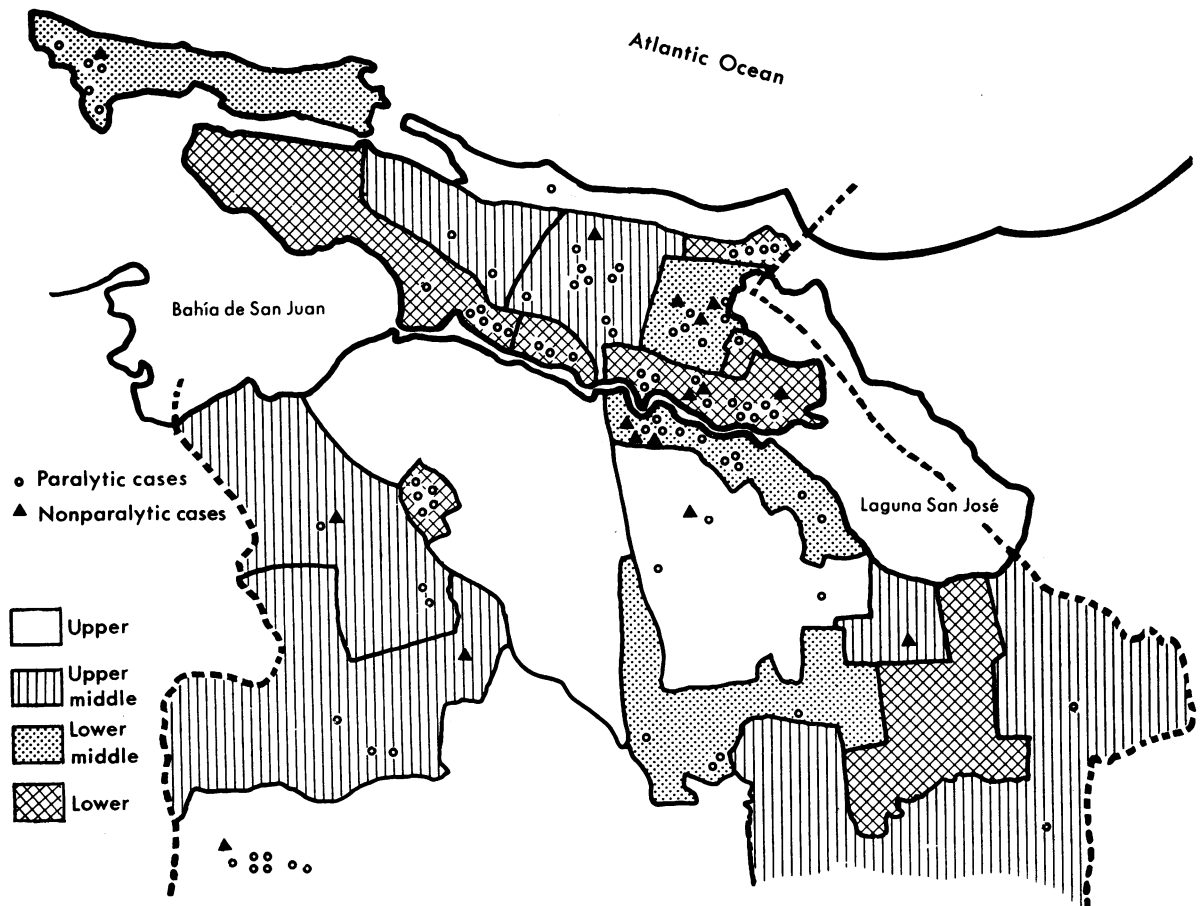 Atlantic Ocean
Bahía de San Juan
Paralytic cases
Nonparalytic cases
Laguna San José
Upper
Upper
middle
Lower
middle
Lower